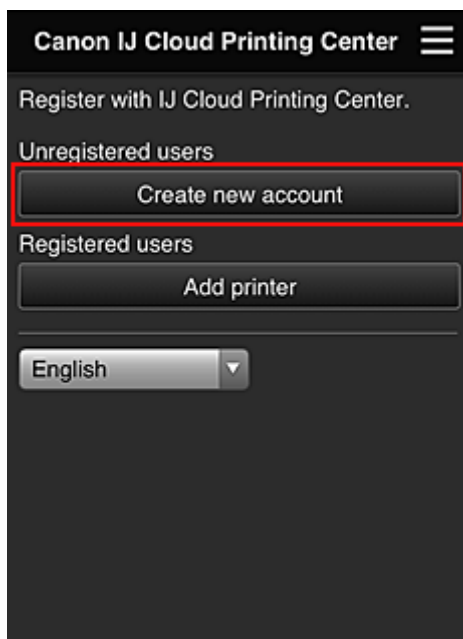 Canon IJ Cloud Printing Center
Register with IJ Cloud Printing Center.
Unregistered users
Create new account
Registered users
Add printer
English